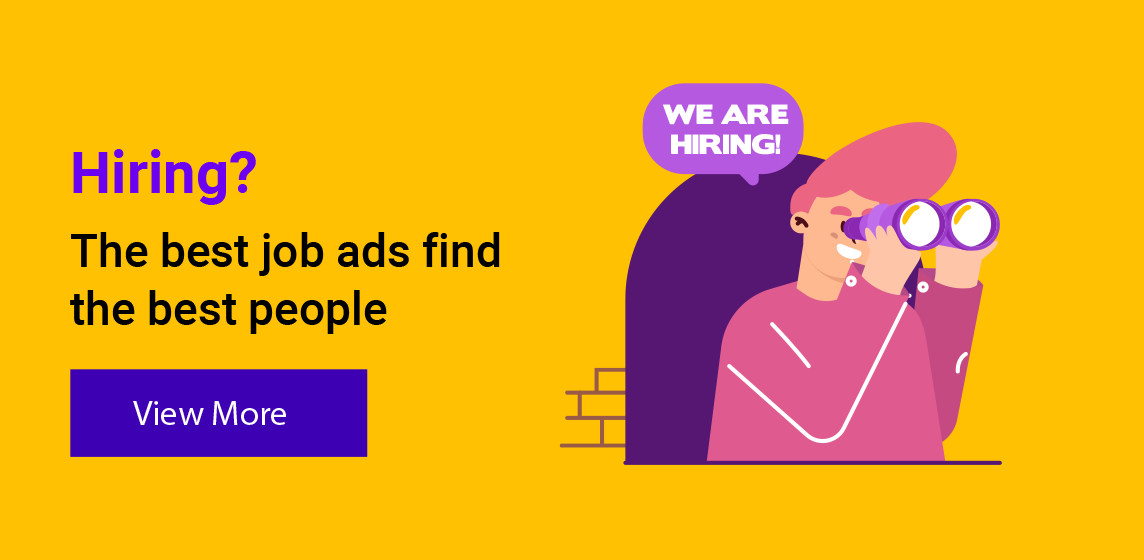 Hiring?
The best job ads find
the best people
View More
WE ARE
HIRING!